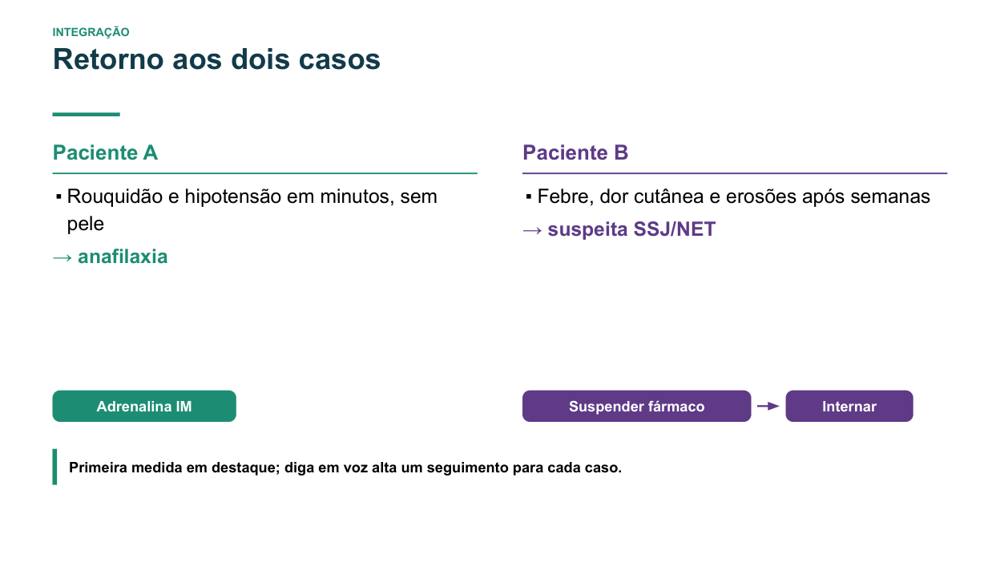 INTEGRAÇÃO
Retorno aos dois casos
Paciente A
▪ Rouquidão e hipotensão em minutos, sem
pele
→ anafilaxia
Adrenalina IM
Paciente B
▪ Febre, dor cutânea e erosões após semanas
→ suspeita SSJ/NET
Suspender fármaco
Internar
Primeira medida em destaque; diga em voz alta um seguimento para cada caso.